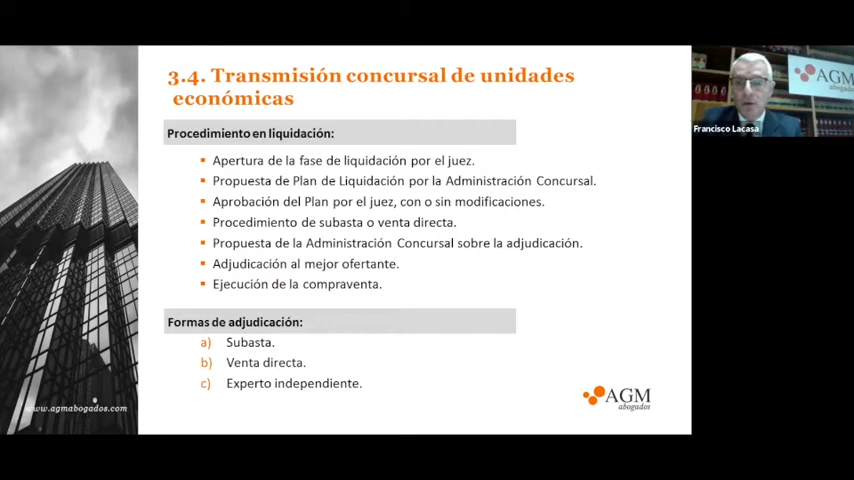 3.4. Transmisión concursal de unidades
económicas
Procedimiento en liquidación:
Apertura de la fase de liquidación por el juez.
Propuesta de Plan de Liquidación por la Administración Concursal.
Aprobación del Plan por el juez, con o sin modificaciones.
Procedimiento de subasta o venta directa.
Propuesta de la Administración Concursal sobre la adjudicación.
Adjudicación al mejor ofertante.
Ejecución de la compraventa.
Formas de adjudicación:
a) Subasta.
b) Venta directa.
c) Experto independiente.
www.agmabogados.com
AGM
abogados
AGM
abogados
Francisco Lacasa